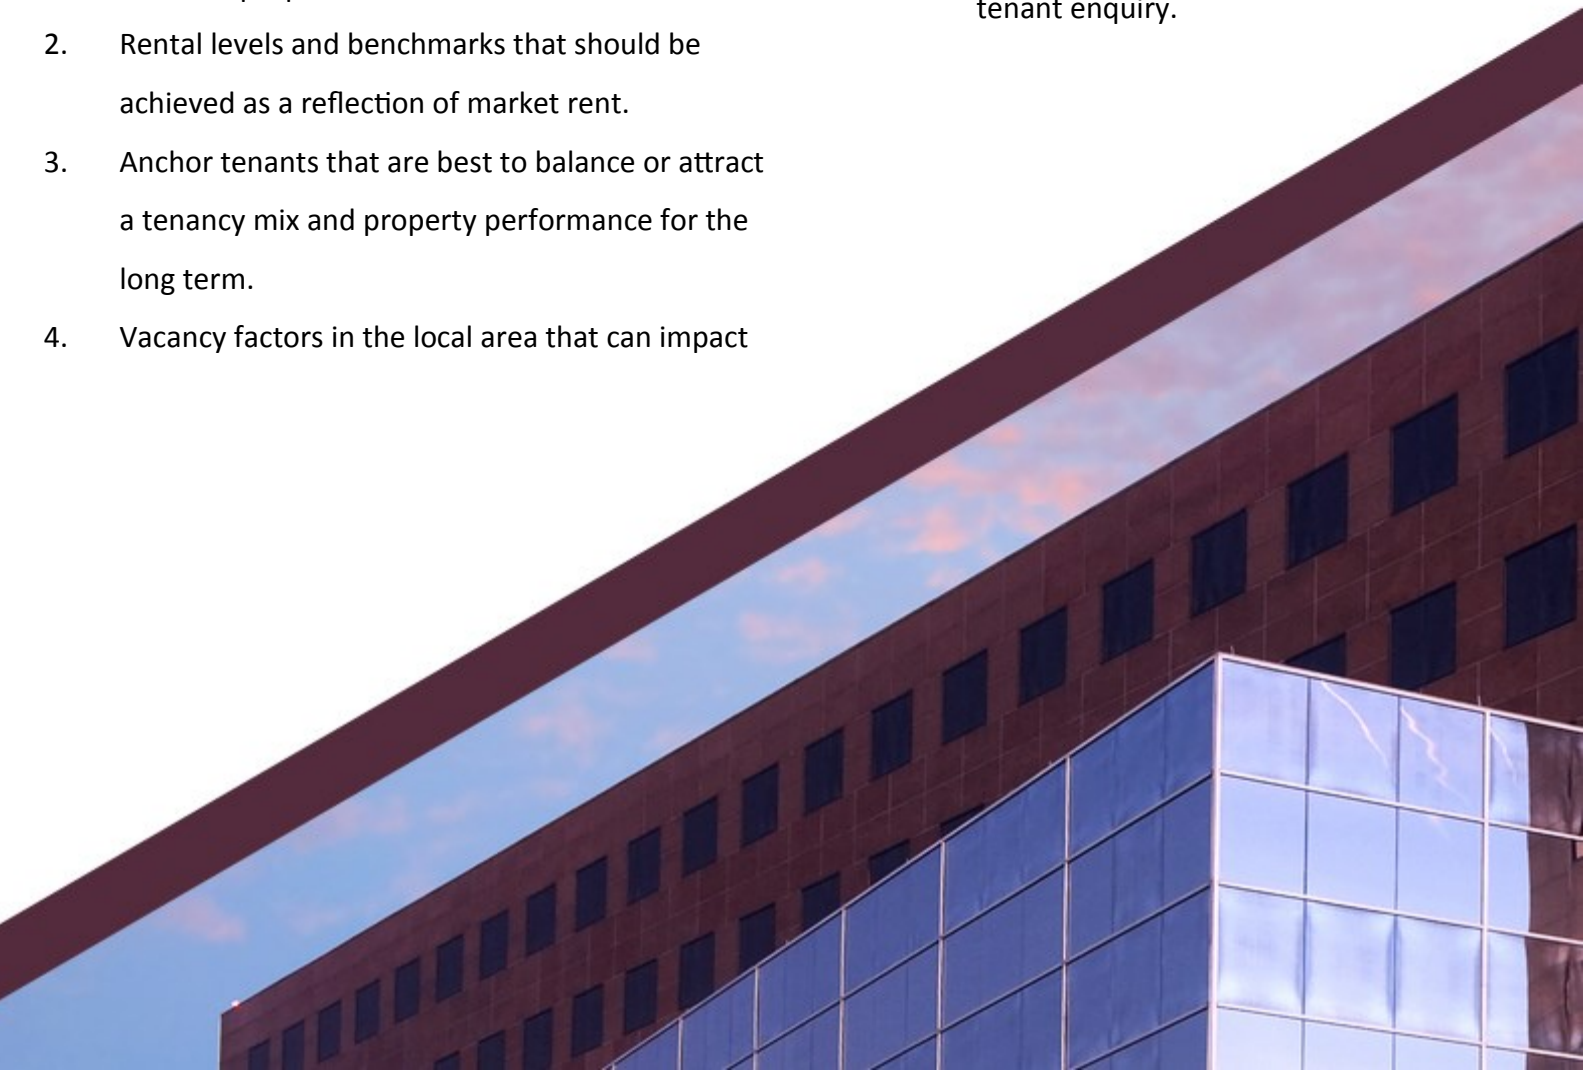 2. Rental levels and benchmarks that should be
achieved as a reflection of market rent.
3. Anchor tenants that are best to balance or attract
a tenancy mix and property performance for the
long term.
4. Vacancy factors in the local area that can impact
tenant enquiry.